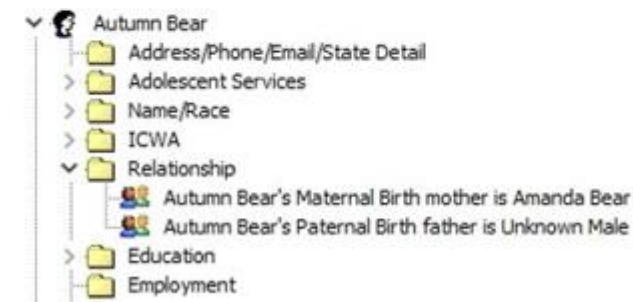 Autumn Bear
Address/Phone/Email/State Detail
Adolescent Services
Name/Race
ICWA
Relationship
Autumn Bear's Maternal Birth mother is Amanda Bear
Autumn Bear's Paternal Birth father is Unknown Male
Education
Employment